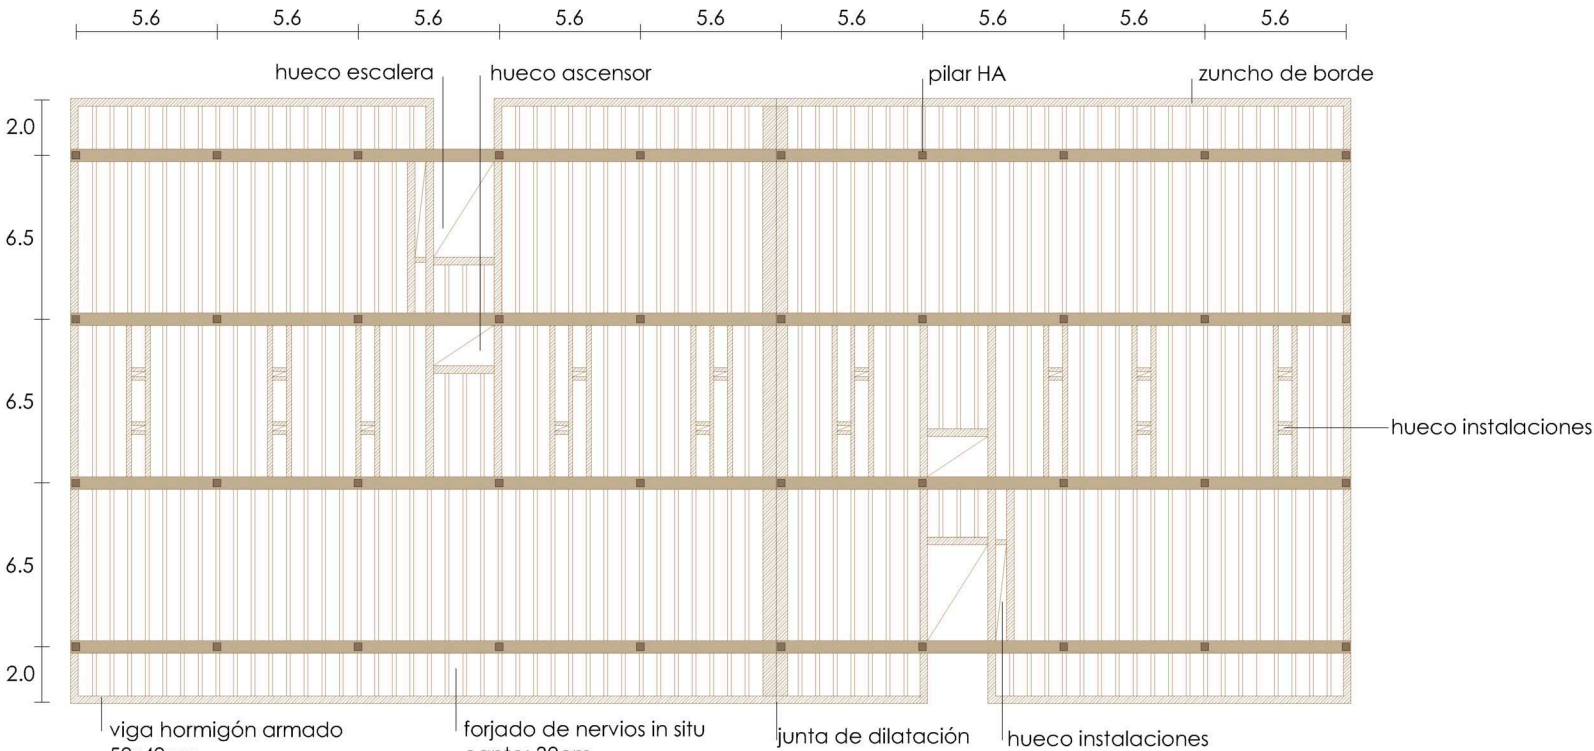 5.6 5.6 5.6 5.6 5.6 5.6 5.6 5.6 5.6
hueco escalera
hueco ascensor
pilar HA
zuncho de borde
2.0
6.5
6.5
hueco instalaciones
6.5
2.0
viga hormigón armado
forjado de nervios in situ
junta de dilatación
hueco instalaciones